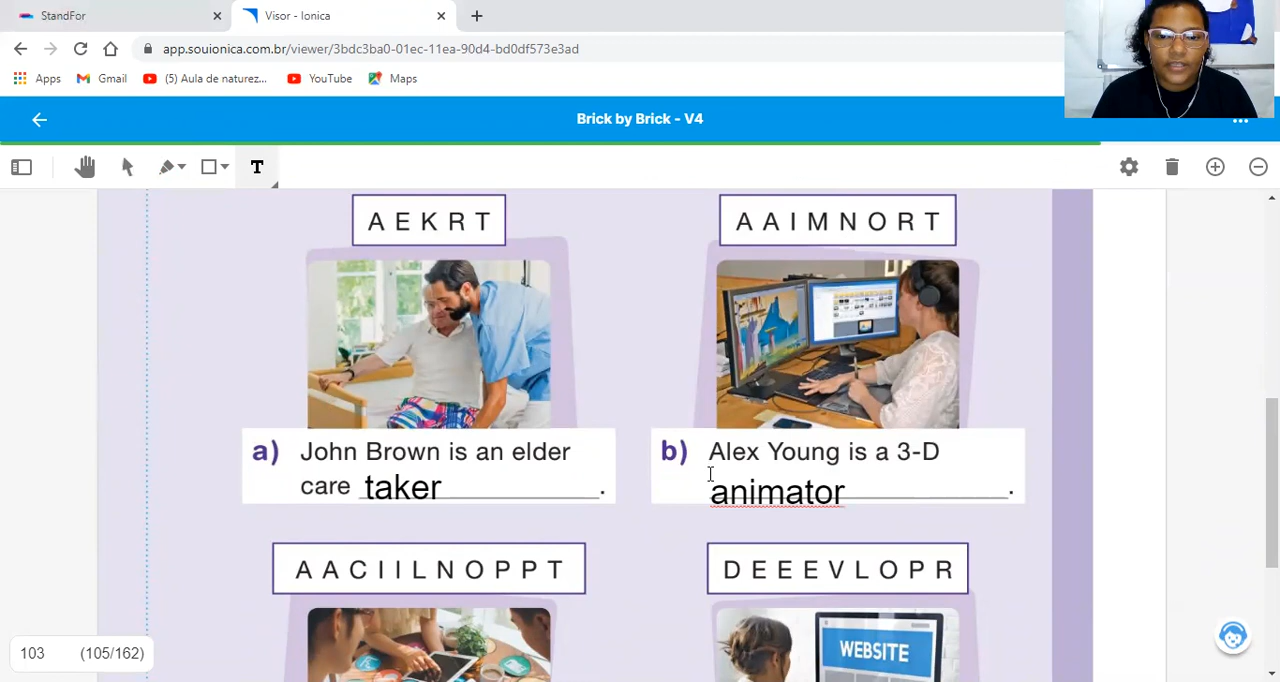 StandFor
Visor - Ionica
app.souionica.com.br/viewer/3bdc3ba0-01ec-11ea-90d4-bd0df573e3ad
Apps
Gmail
(5) Aula de naturez...
YouTube
Maps
Brick by Brick - V4
T
A E K R T
A A I M N O R T
a) John Brown is an elder
care taker.
b) Alex Young is a 3-D
animator.
A A C I I L N O P P T
D E E E V L O P R
WEBSITE
103 (105/162)